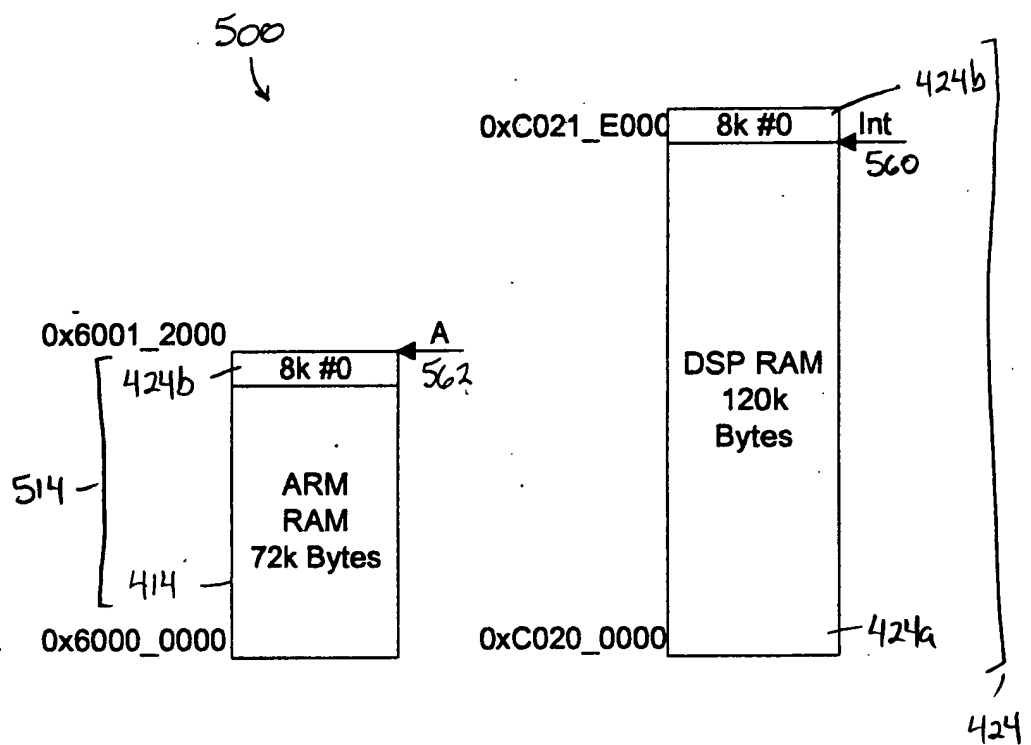 500
424b
0xC021_E000
8k #0
Int
560
0x6001_2000
A
424b
8k #0
562
DSP RAM
120k
Bytes
514
ARM
RAM
72k Bytes
414
0x6000_0000
0xC020_0000
424a
424